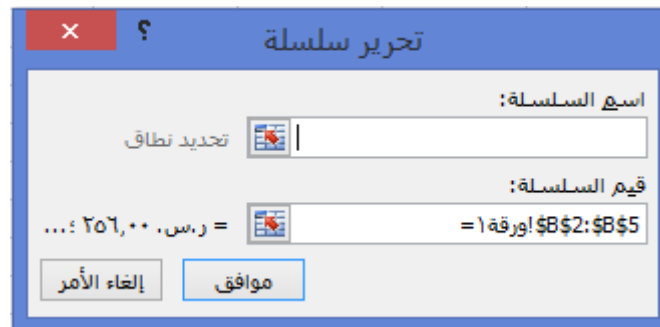 تحرير سلسلة ؟
اسم السلسلة:
تحديد نطاق
قيم السلسلة:
=ورقة١!$B$2:$B$5 = ر.س. ٢٥٦,٠٠ ؛...
موافق إلغاء الأمر